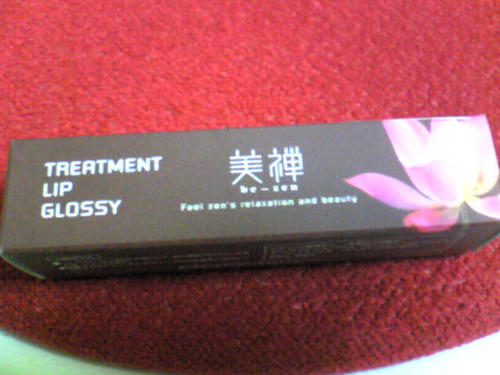 TREATMENT
LIP
GLOSSY
美禅
be-zen
Feel zen's relaxation and beauty